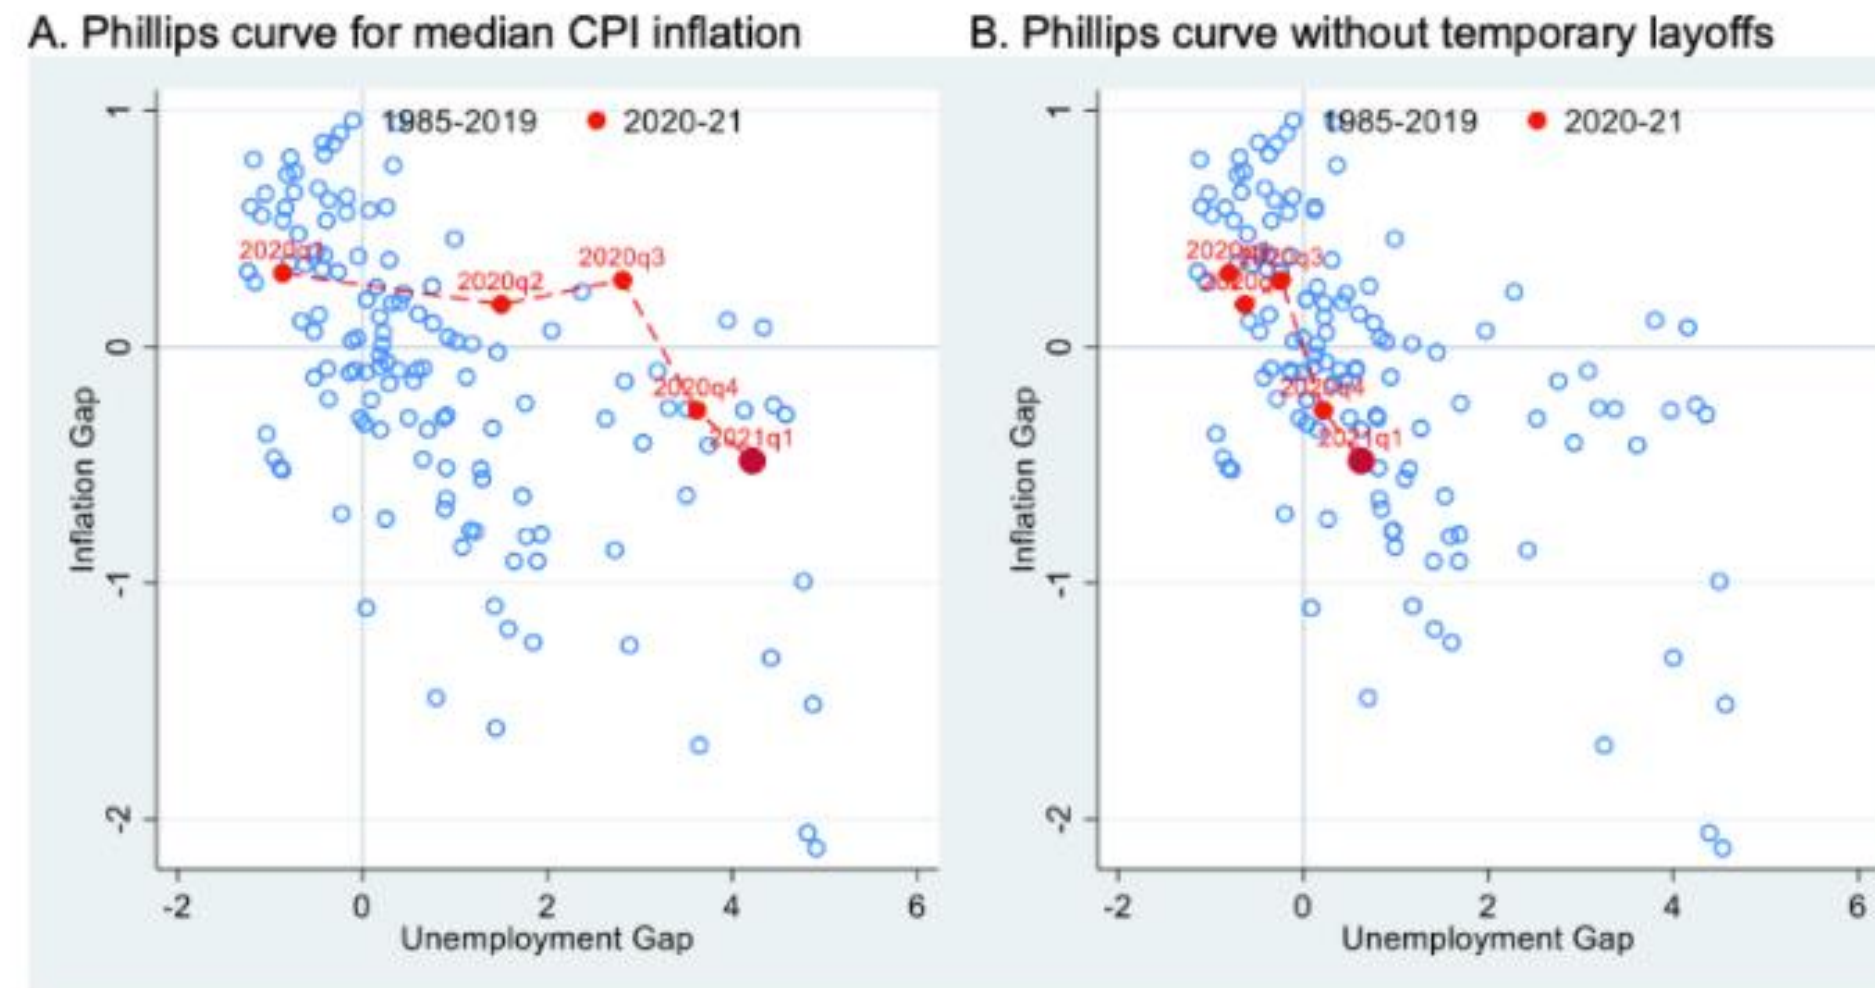 A. Phillips curve for median CPI inflation
1985-2019 2020-21
1
0
-1
-2
Inflation Gap
2020q1
2020q2
2020q3
2020q4
2021q1
-2 0 2 4 6
Unemployment Gap
B. Phillips curve without temporary layoffs
1985-2019 2020-21
1
0
-1
-2
Inflation Gap
2020q4
2021q1
-2 0 2 4 6
Unemployment Gap